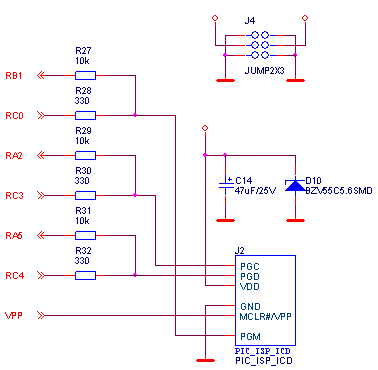 J4
JUMP2X3
R27
10k
RB1
R28
330
RC0
R29
10k
RA2
R30
330
RC3
R31
10k
RA5
R32
330
RC4
VPP
C14
47uF/25V
D10
BZV55C5.6SMD
J2
PGC
PGD
VDD
GND
MCLR#/VPP
PGM
PIC_ISP_ICD
PIC_ISP_ICD